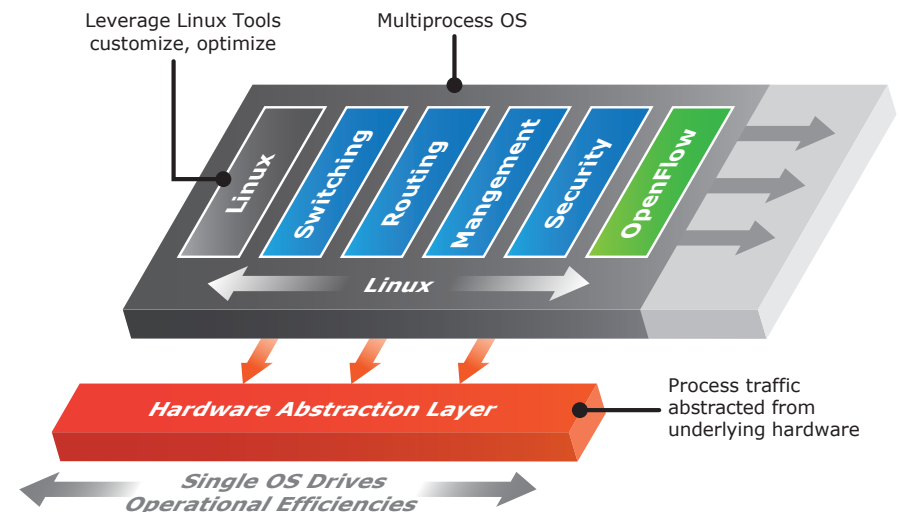 Leverage Linux Tools
customize, optimize
Multiprocess OS
Linux
Switching
Routing
Mangement
Security
OpenFlow
Linux
Hardware Abstraction Layer
Process traffic
abstracted from
underlying hardware
Single OS Drives
Operational Efficiencies